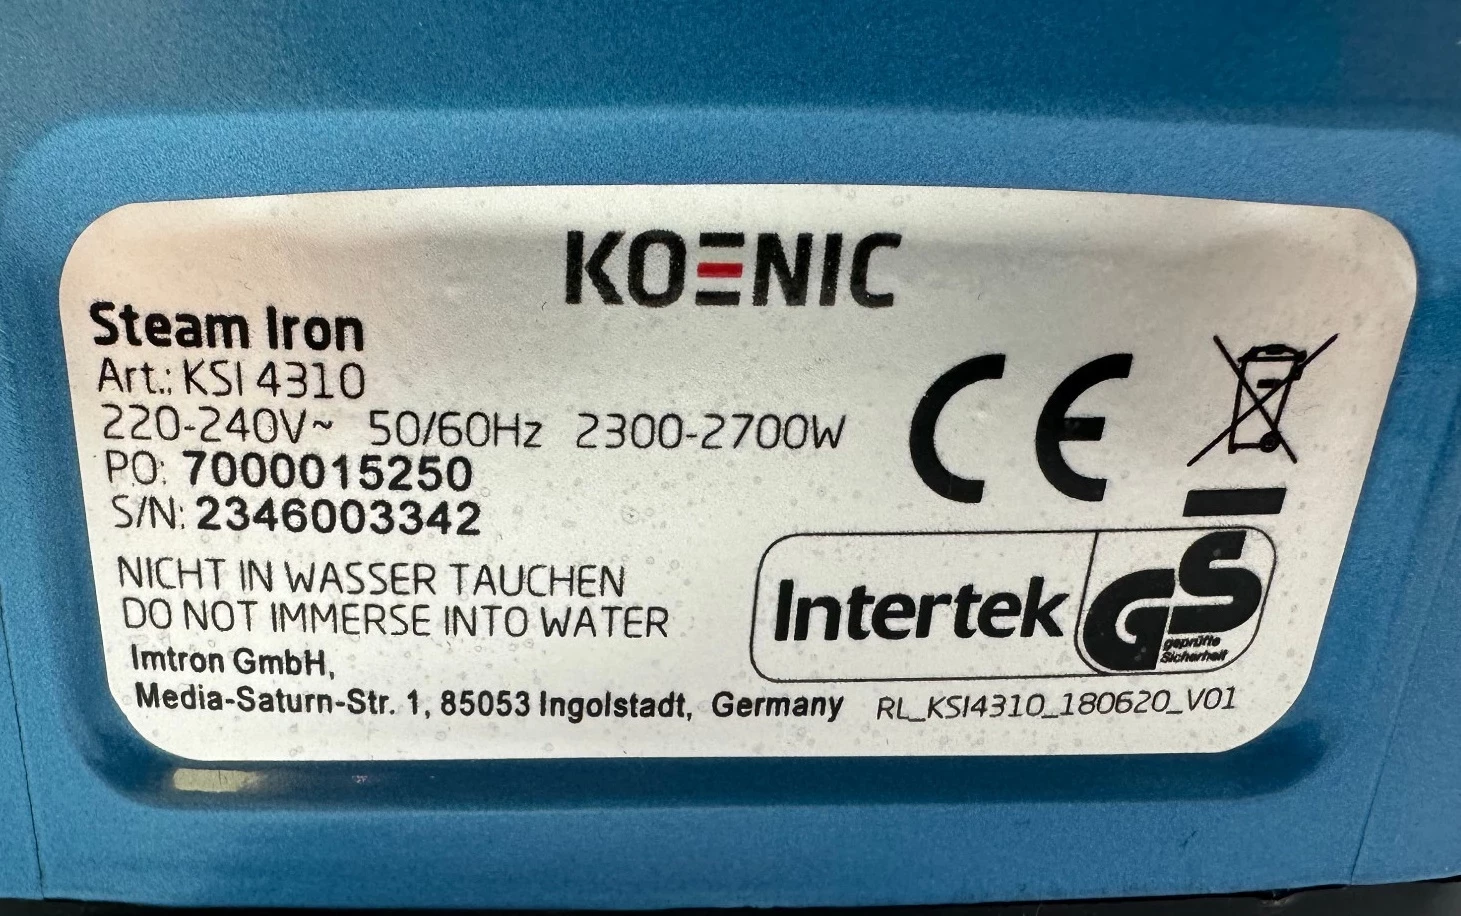 KOENIC
Steam Iron
Art.: KSI 4310
220-240V~ 50/60Hz 2300-2700W
PO: 7000015250
S/N: 2346003342
CE
NICHT IN WASSER TAUCHEN
DO NOT IMMERSE INTO WATER
Intertek
GS
geprüfte
Sicherheit
Imtron GmbH,
Media-Saturn-Str. 1, 85053 Ingolstadt, Germany
RL_KSI4310_180620_V01